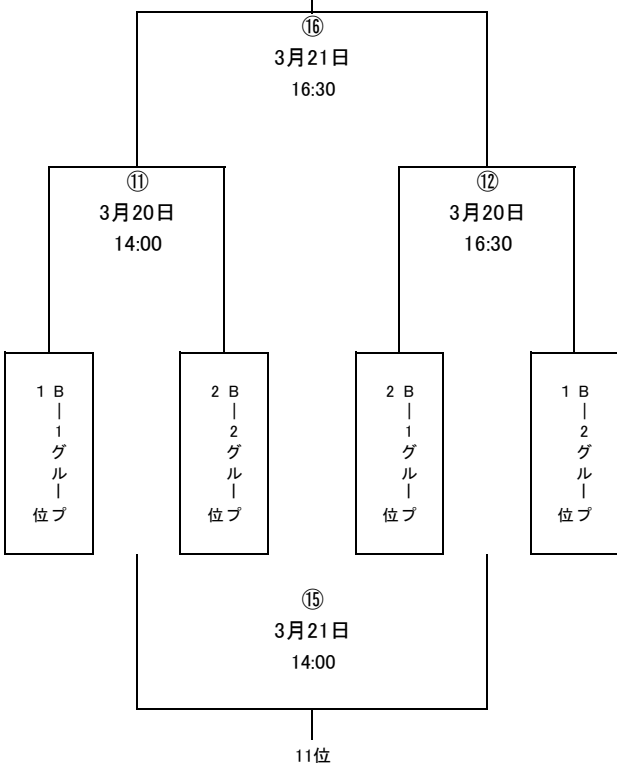 ⑯
3月21日
16:30
⑪
3月20日
14:00
⑫
3月20日
16:30
B－1グループ
1位
B－2グループ
2位
B－1グループ
2位
B－2グループ
1位
⑮
3月21日
14:00
11位